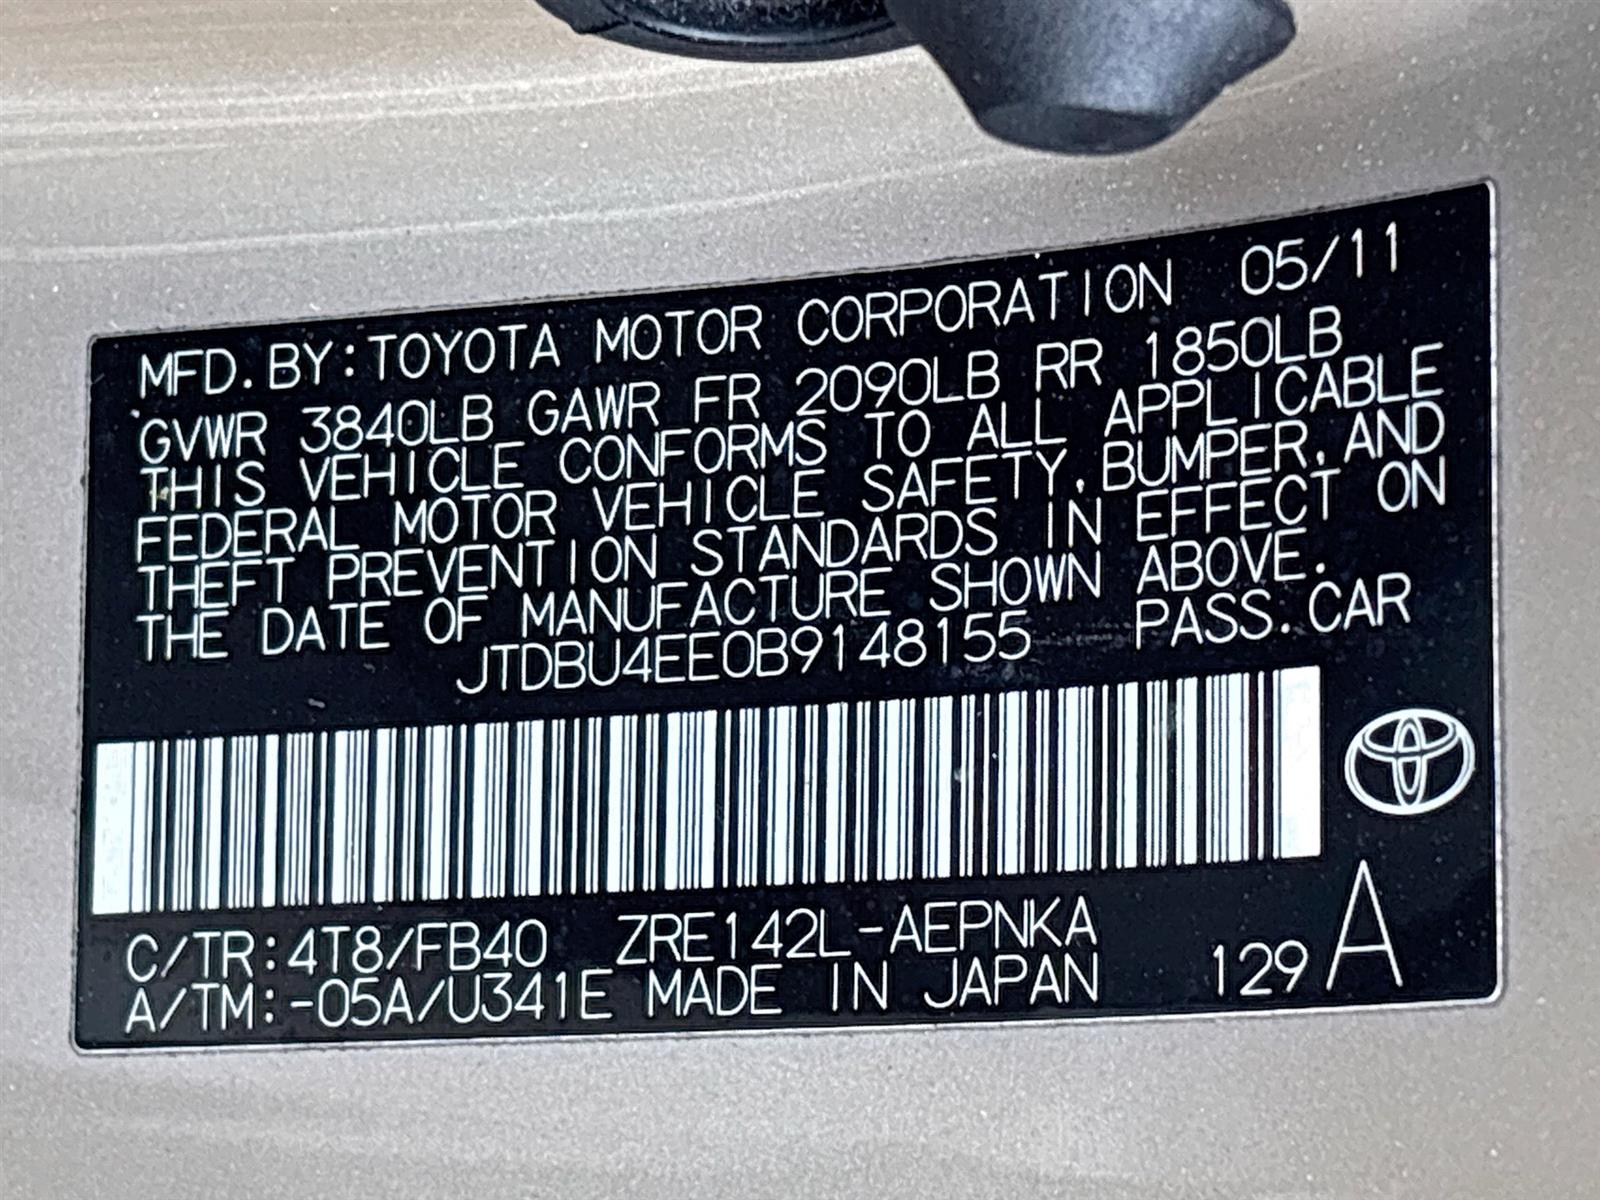 MFD. BY: TOYOTA MOTOR CORPORATION 05/11
GVWR 3840LB GAWR FR 2090LB RR 1850LB
THIS VEHICLE CONFORMS TO ALL APPLICABLE
FEDERAL MOTOR VEHICLE SAFETY, BUMPER, AND
THEFT PREVENTION STANDARDS IN EFFECT ON
THE DATE OF MANUFACTURE SHOWN ABOVE.
JTDBU4EE0B9148155 PASS. CAR
C/TR: 4T8/FB40 ZRE142L-AEPNKA
A/TM: -05A/U341E MADE IN JAPAN 129 A